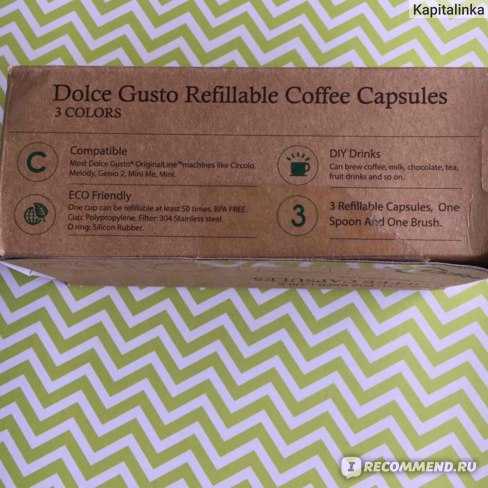 Kapitalinka
Dolce Gusto Refillable Coffee Capsules
3 COLORS
C
Compatible
Most Dolce Gusto® OriginalLine™machines like Circolo,
Melody, Genio 2, Mini Me, Mini.
DIY Drinks
Can brew coffee, milk, chocolate, tea,
fruit drinks and so on.
ECO Friendly
One cup can be refillable at least 50 times, BPA FREE.
Cup: Polypropylene, Filter: 304 Stainless steel,
O ring: Silicon Rubber.
3
3 Refillable Capsules, One
Spoon And One Brush.
I RECOMMEND.RU